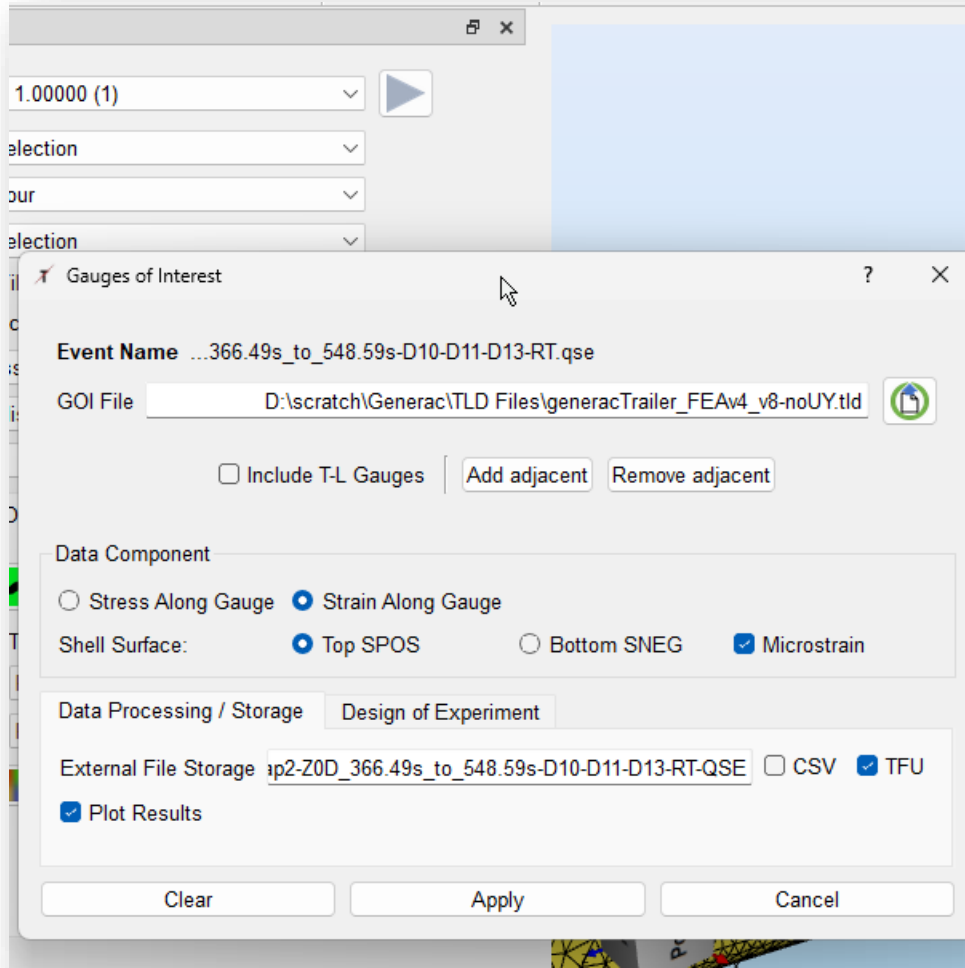 1.00000 (1)
election
our
election
Gauges of Interest
?
Event Name ...366.49s_to_548.59s-D10-D11-D13-RT.qse
GOI File D:\scratch\Generac\TLD Files\generacTrailer_FEAv4_v8-noUY.tld
Include T-L Gauges Add adjacent Remove adjacent
Data Component
Stress Along Gauge Strain Along Gauge
Shell Surface: Top SPOS Bottom SNEG Microstrain
Data Processing / Storage Design of Experiment
External File Storage ap2-Z0D_366.49s_to_548.59s-D10-D11-D13-RT-QSE CSV TFU
Plot Results
Clear Apply Cancel